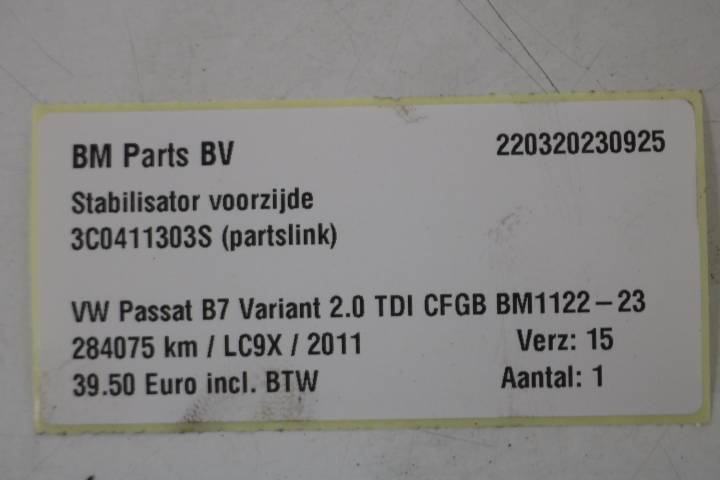 BM Parts BV 220320230925
Stabilisator voorzijde
3C0411303S (partslink)
VW Passat B7 Variant 2.0 TDI CFGB BM1122-23
284075 km / LC9X / 2011 Verz: 15
39.50 Euro incl. BTW Aantal: 1